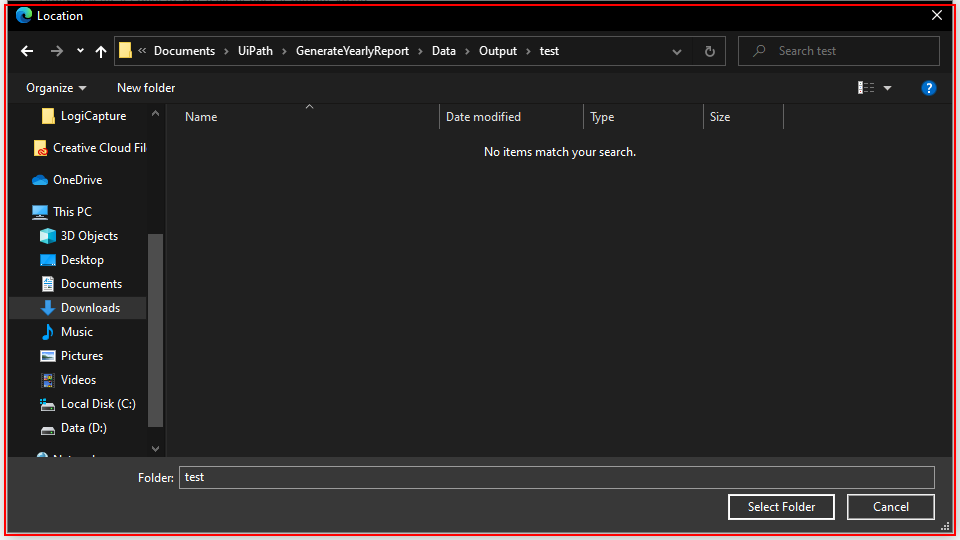 Location
« Documents > UiPath > GenerateYearlyReport > Data > Output > test
Search test
Organize
New folder
LogiCapture
Creative Cloud Fil
OneDrive
This PC
3D Objects
Desktop
Documents
Downloads
Music
Pictures
Videos
Local Disk (C:)
Data (D:)
Name
Date modified
Type
Size
No items match your search.
Folder:
test
Select Folder
Cancel